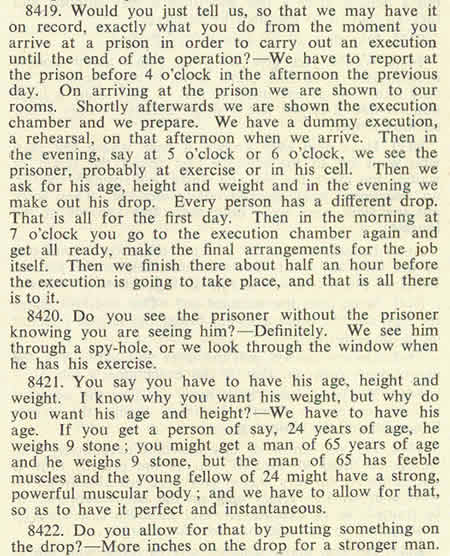 8419. Would you just tell us, so that we may have it
on record, exactly what you do from the moment you
arrive at a prison in order to carry out an execution
until the end of the operation?—We have to report at
the prison before 4 o'clock in the afternoon the previous
day. On arriving at the prison we are shown to our
rooms. Shortly afterwards we are shown the execution
chamber and we prepare. We have a dummy execution,
a rehearsal, on that afternoon when we arrive. Then in
the evening, say at 5 o'clock or 6 o'clock, we see the
prisoner, probably at exercise or in his cell. Then we
ask for his age, height and weight and in the evening we
make out his drop. Every person has a different drop.
That is all for the first day. Then in the morning at
7 o'clock you go to the execution chamber again and
get all ready, make the final arrangements for the job
itself. Then we finish there about half an hour before
the execution is going to take place, and that is all there
is to it.
8420. Do you see the prisoner without the prisoner
knowing you are seeing him?—Definitely. We see him
through a spy-hole, or we look through the window when
he has his exercise.
8421. You say you have to have his age, height and
weight. I know why you want his weight, but why do
you want his age and height?—We have to have his
age. If you get a person of say, 24 years of age, he
weighs 9 stone; you might get a man of 65 years of age
and he weighs 9 stone, but the man of 65 has feeble
muscles and the young fellow of 24 might have a strong,
powerful muscular body; and we have to allow for that,
so as to have it perfect and instantaneous.
8422. Do you allow for that by putting something on
the drop?—More inches on the drop for a stronger man.